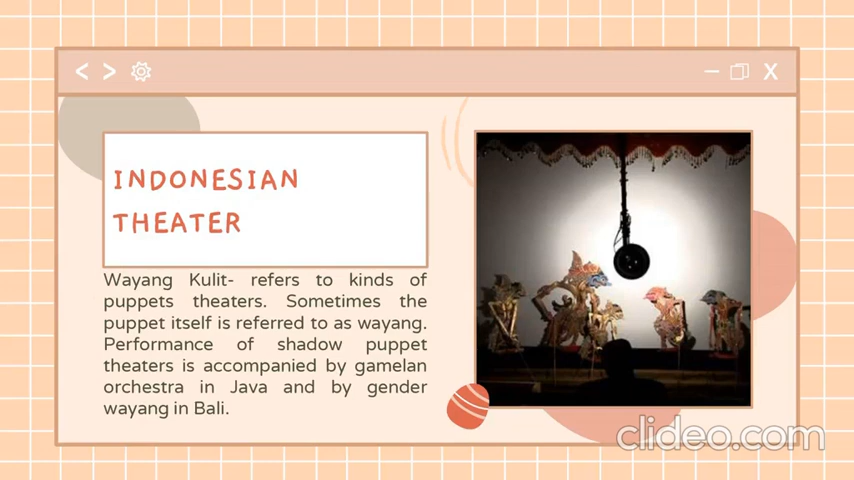 INDONESIAN
THEATER
Wayang Kulit- refers to kinds of
puppets theaters. Sometimes the
puppet itself is referred to as wayang.
Performance of shadow puppet
theaters is accompanied by gamelan
orchestra in Java and by gender
wayang in Bali.
clideo.com